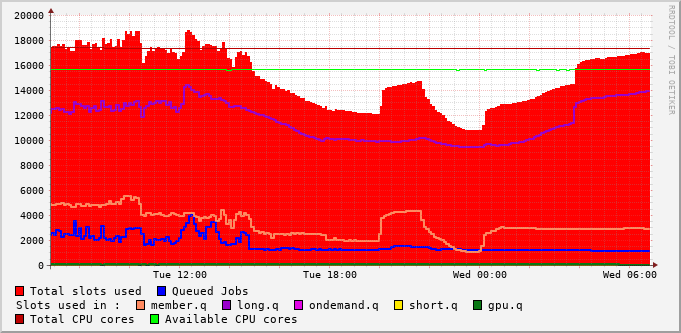 20000
18000
16000
14000
12000
10000
8000
6000
4000
2000
0
Tue 12:00 Tue 18:00 Wed 00:00 Wed 06:00
Total slots used Queued Jobs
Slots used in : member.q long.q ondemand.q short.q gpu.q
Total CPU cores Available CPU cores
RRDTOOL / TOBI OETIKER